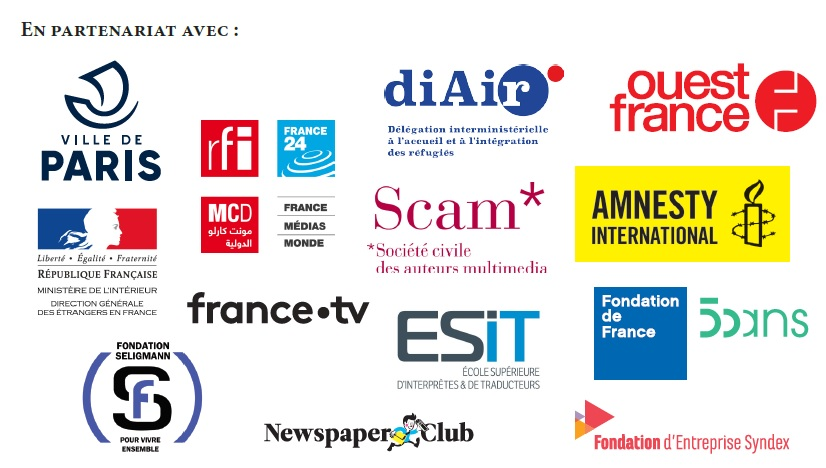 En partenariat avec :
VILLE DE
PARIS
rfi
FRANCE
24
MCD
مونت كارلو
الدولية
FRANCE
MÉDIAS
MONDE
diAir
Délégation interministérielle
à l'accueil et à l'intégration
des réfugiés
ouest
france
Liberté • Égalité • Fraternité
RÉPUBLIQUE FRANÇAISE
MINISTÈRE DE L'INTÉRIEUR
DIRECTION GÉNÉRALE
DES ÉTRANGERS EN FRANCE
Scam*
*Société civile
des auteurs multimedia
AMNESTY
INTERNATIONAL
france•tv
ESiT
ÉCOLE SUPÉRIEURE
D'INTERPRÈTES & DE TRADUCTEURS
Fondation
de
France
50ans
FONDATION
SELIGMANN
SF
POUR VIVRE
ENSEMBLE
Newspaper Club
Fondation d'Entreprise Syndex